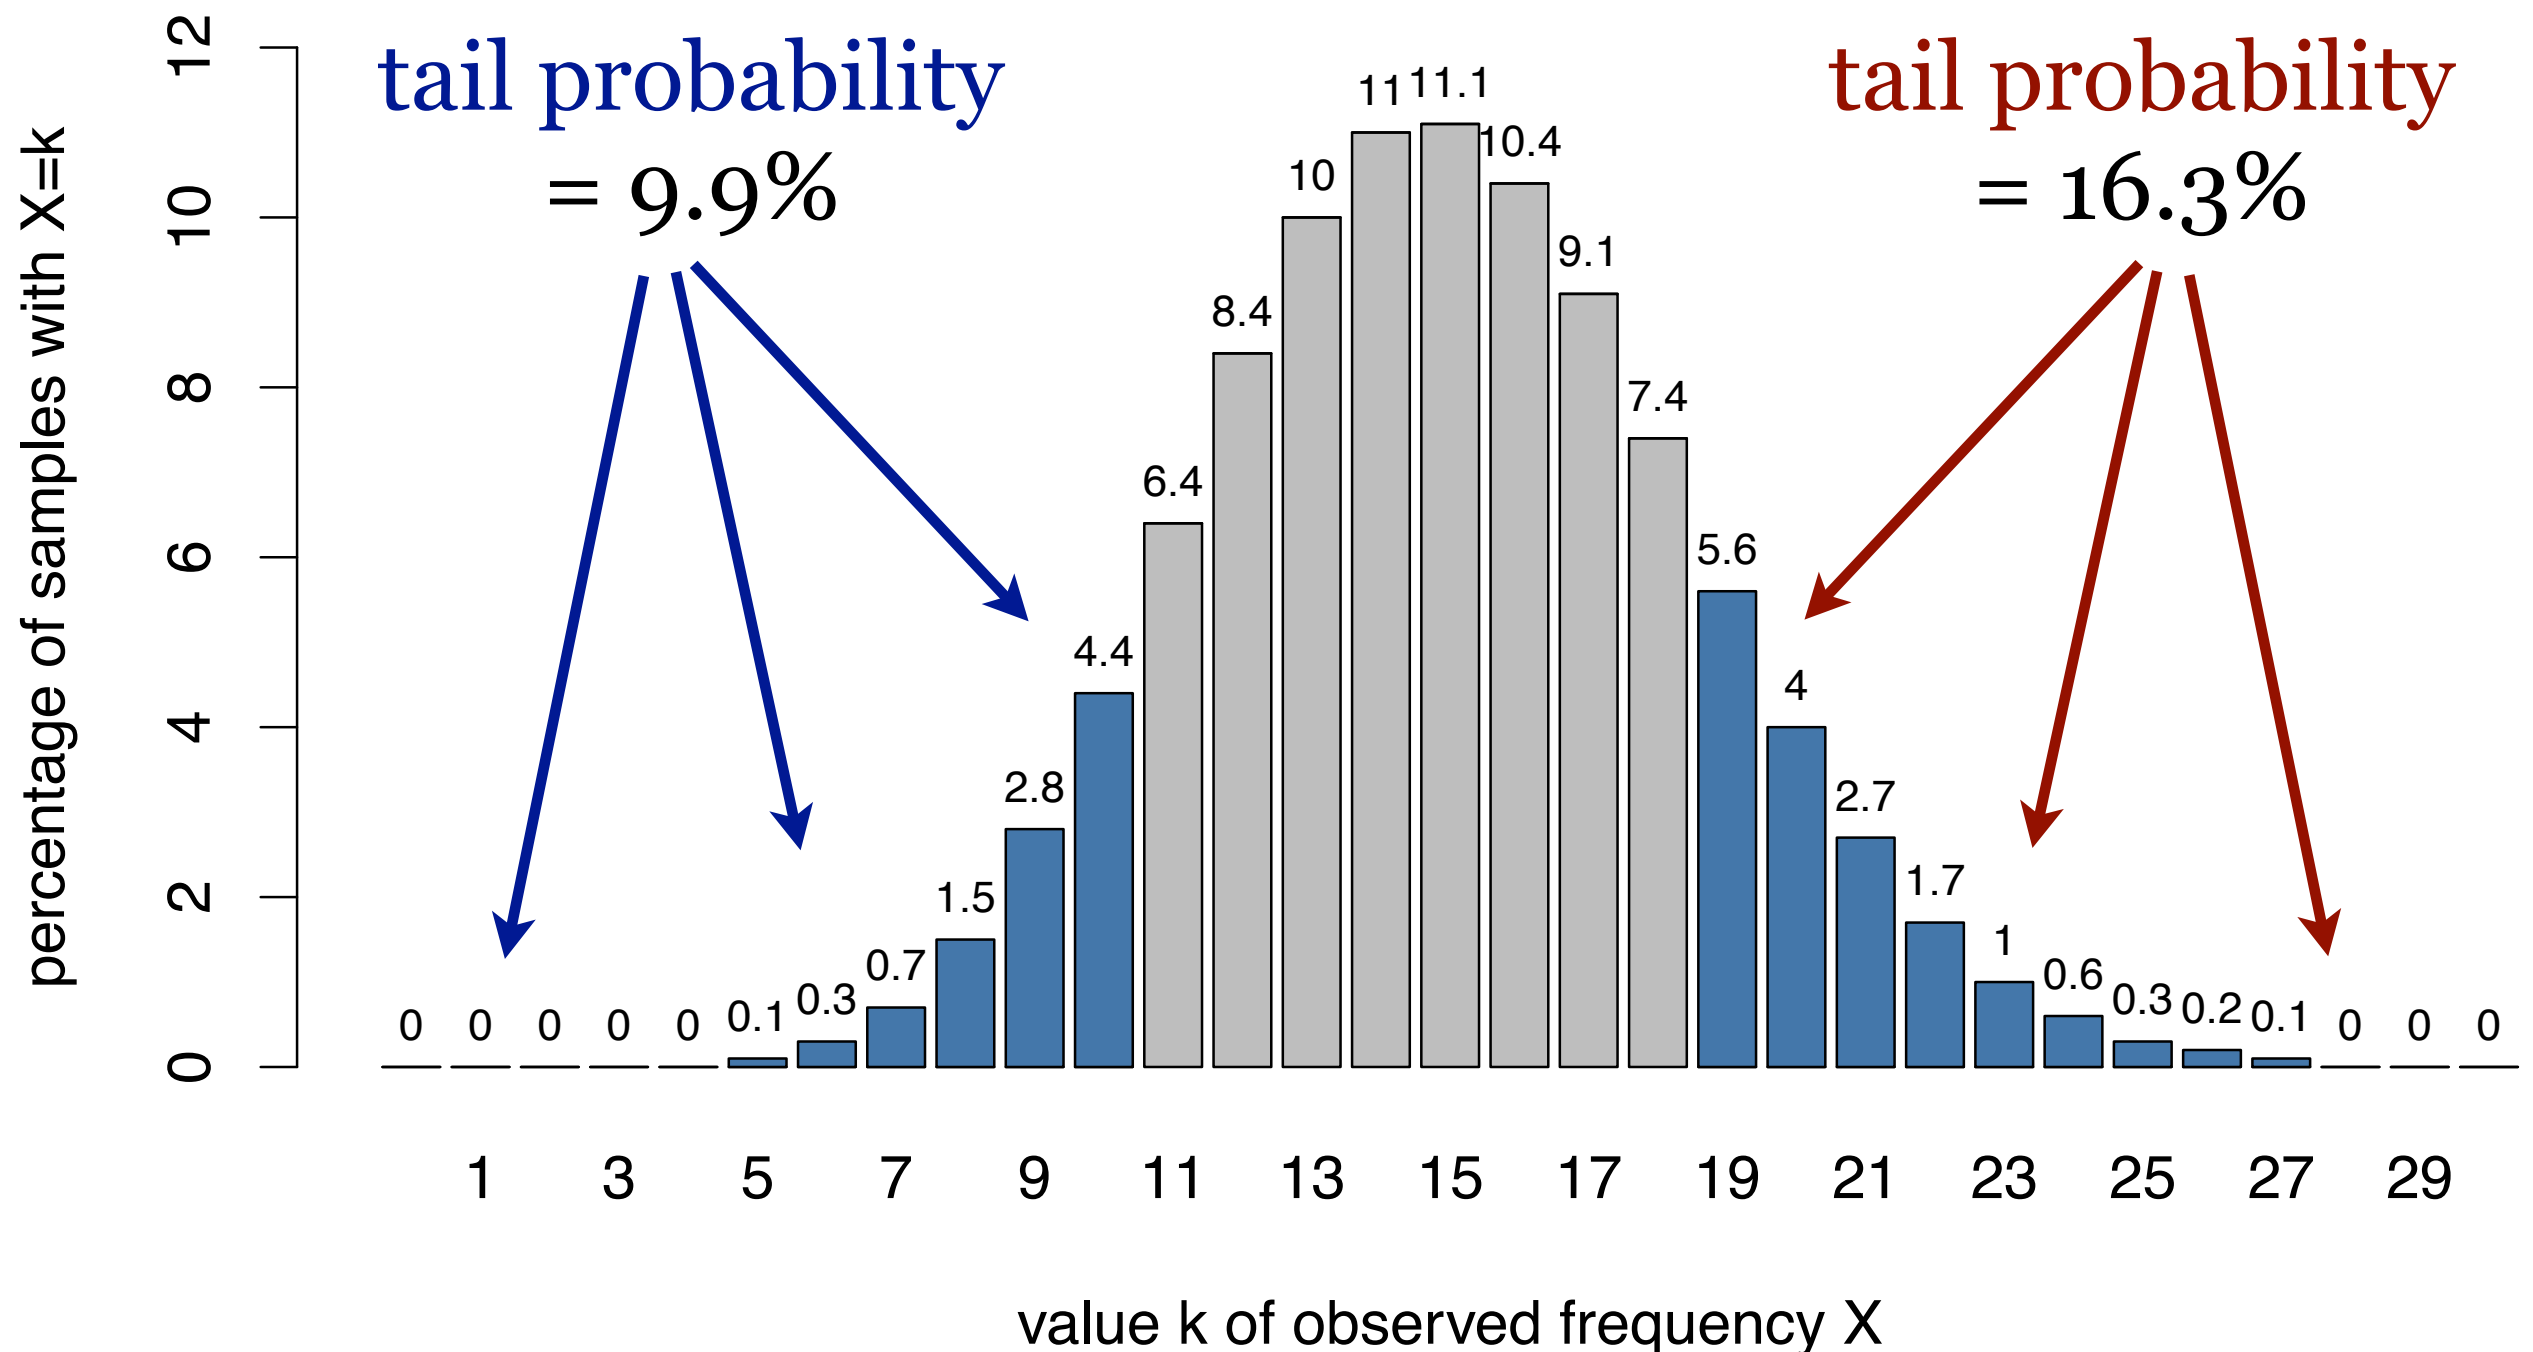 tail probability
= 9.9%
tail probability
= 16.3%
percentage of samples with X=k
12
10
8
6
4
2
0
0 0 0 0 0 0.1 0.3 0.7 1.5 2.8 4.4 6.4 8.4 10 11 11.1 10.4 9.1 7.4 5.6 4 2.7 1.7 1 0.6 0.3 0.2 0.1 0 0 0
1 3 5 7 9 11 13 15 17 19 21 23 25 27 29
value k of observed frequency X